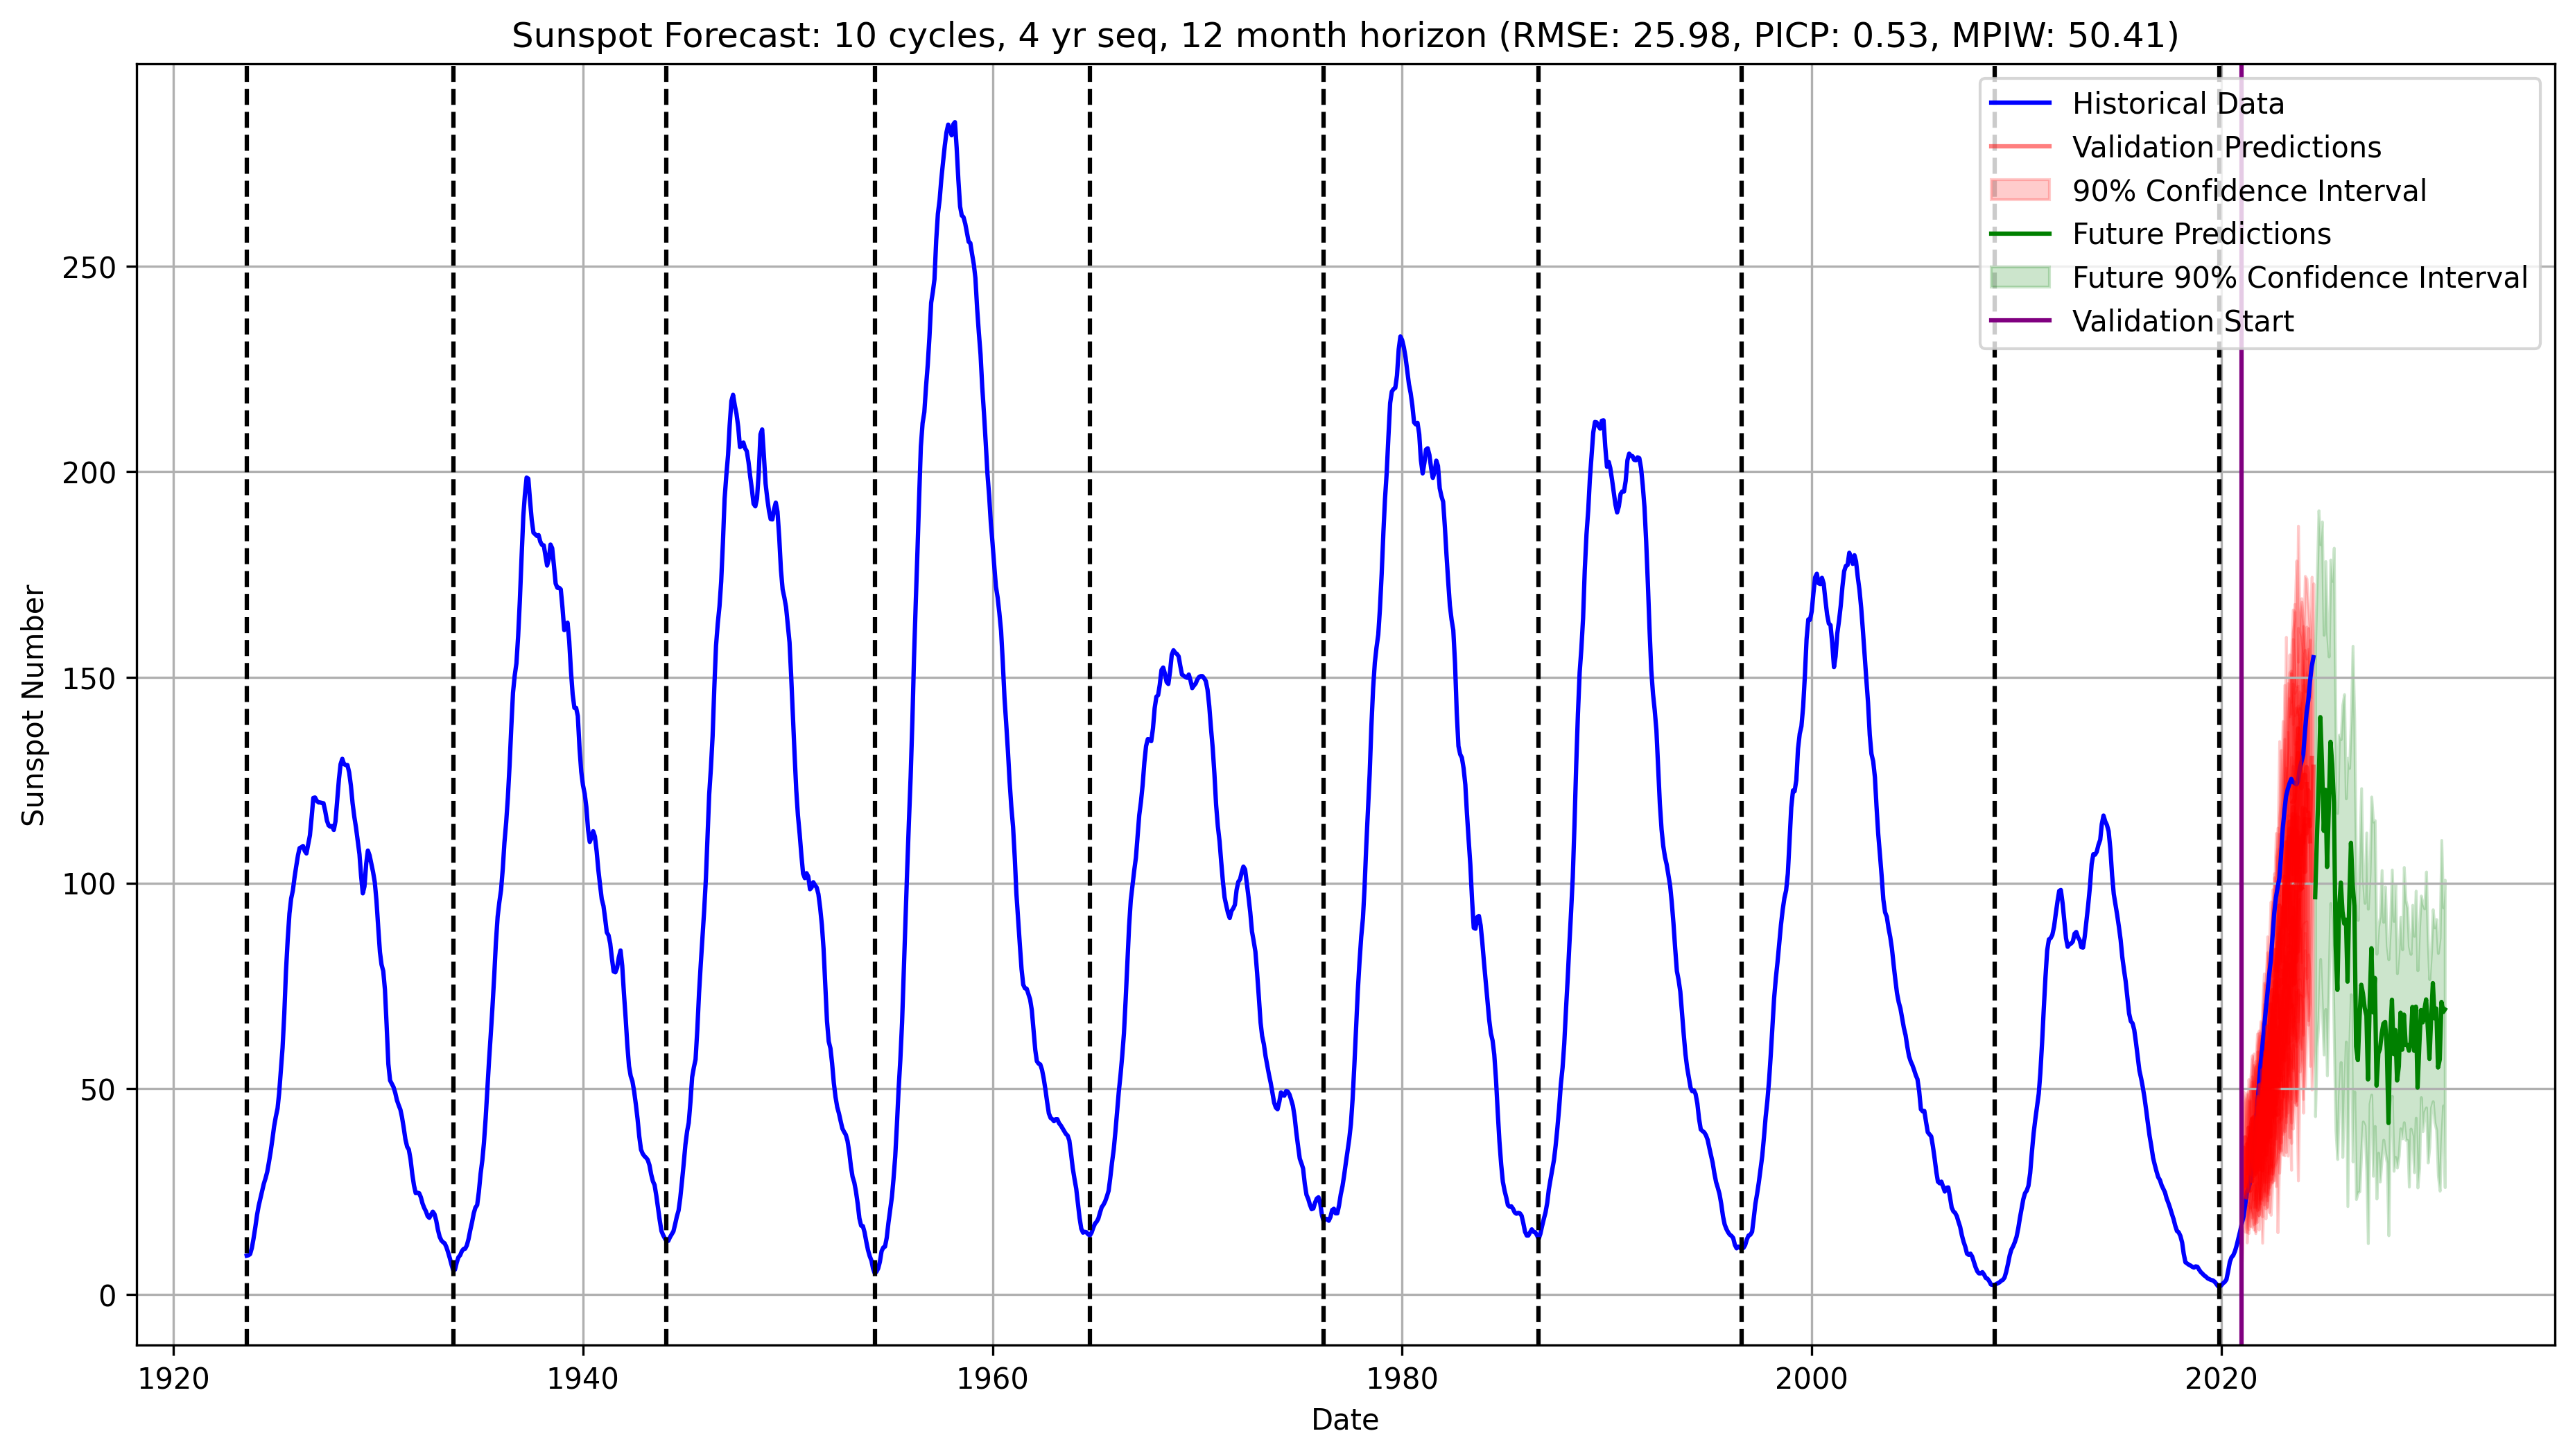 Sunspot Forecast: 10 cycles, 4 yr seq, 12 month horizon (RMSE: 25.98, PICP: 0.53, MPIW: 50.41)
Historical Data
Validation Predictions
90% Confidence Interval
Future Predictions
Future 90% Confidence Interval
Validation Start
Sunspot Number
250
200
150
100
50
0
1920 1940 1960 1980 2000 2020
Date